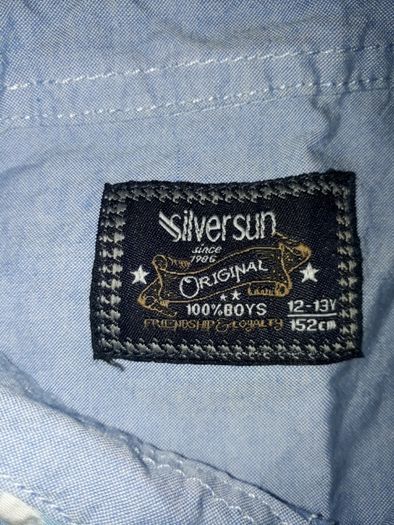 Silversun
since
1986
ORIGINAL
100%BOYS
12-13Y
152cm
FRIENDSHIP & LOYALTY